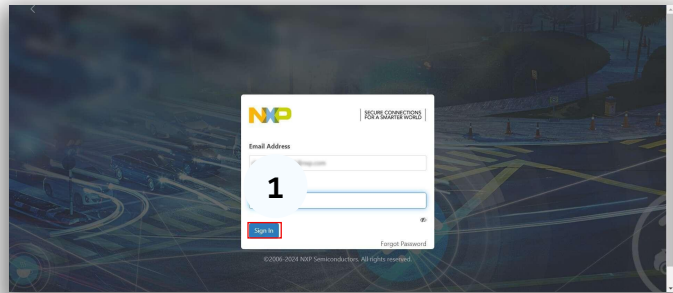 NXP
SECURE CONNECTIONS
FOR A SMARTER WORLD
Email Address
1
Sign In
Forgot Password
©2006-2024 NXP Semiconductors. All rights reserved.